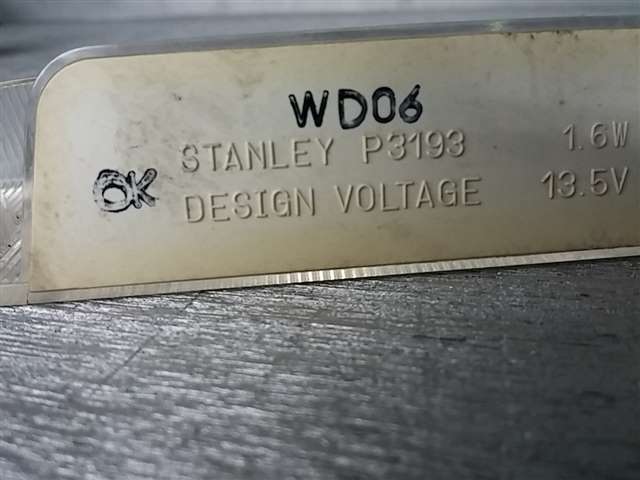 WD06
STANLEY P3193 1.6W
OK
DESIGN VOLTAGE 13.5V